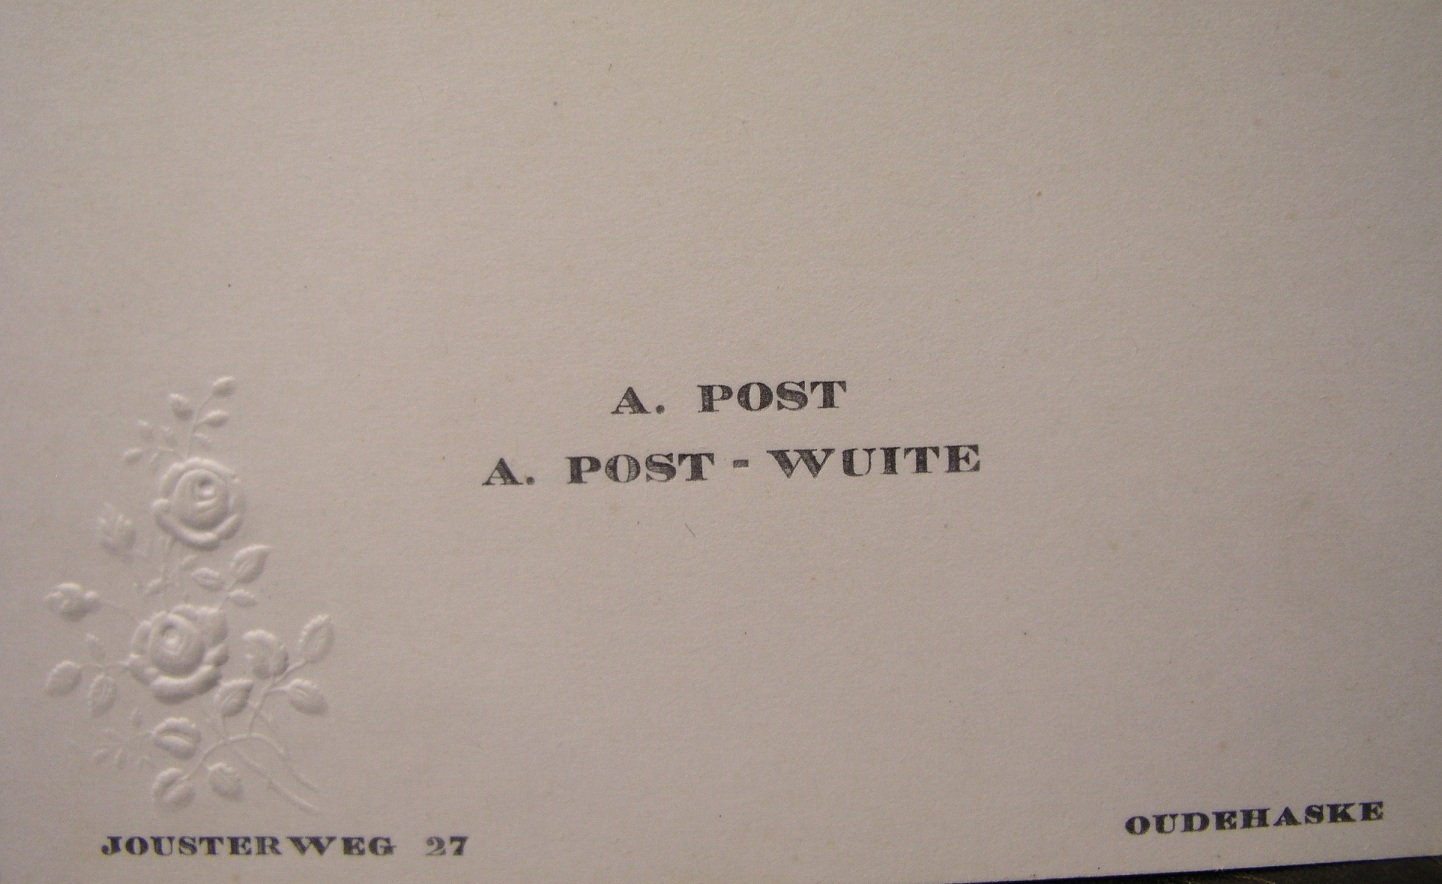 A. POST
A. POST - WUITE
JOUSTERWEG 27
OUDEHASKE